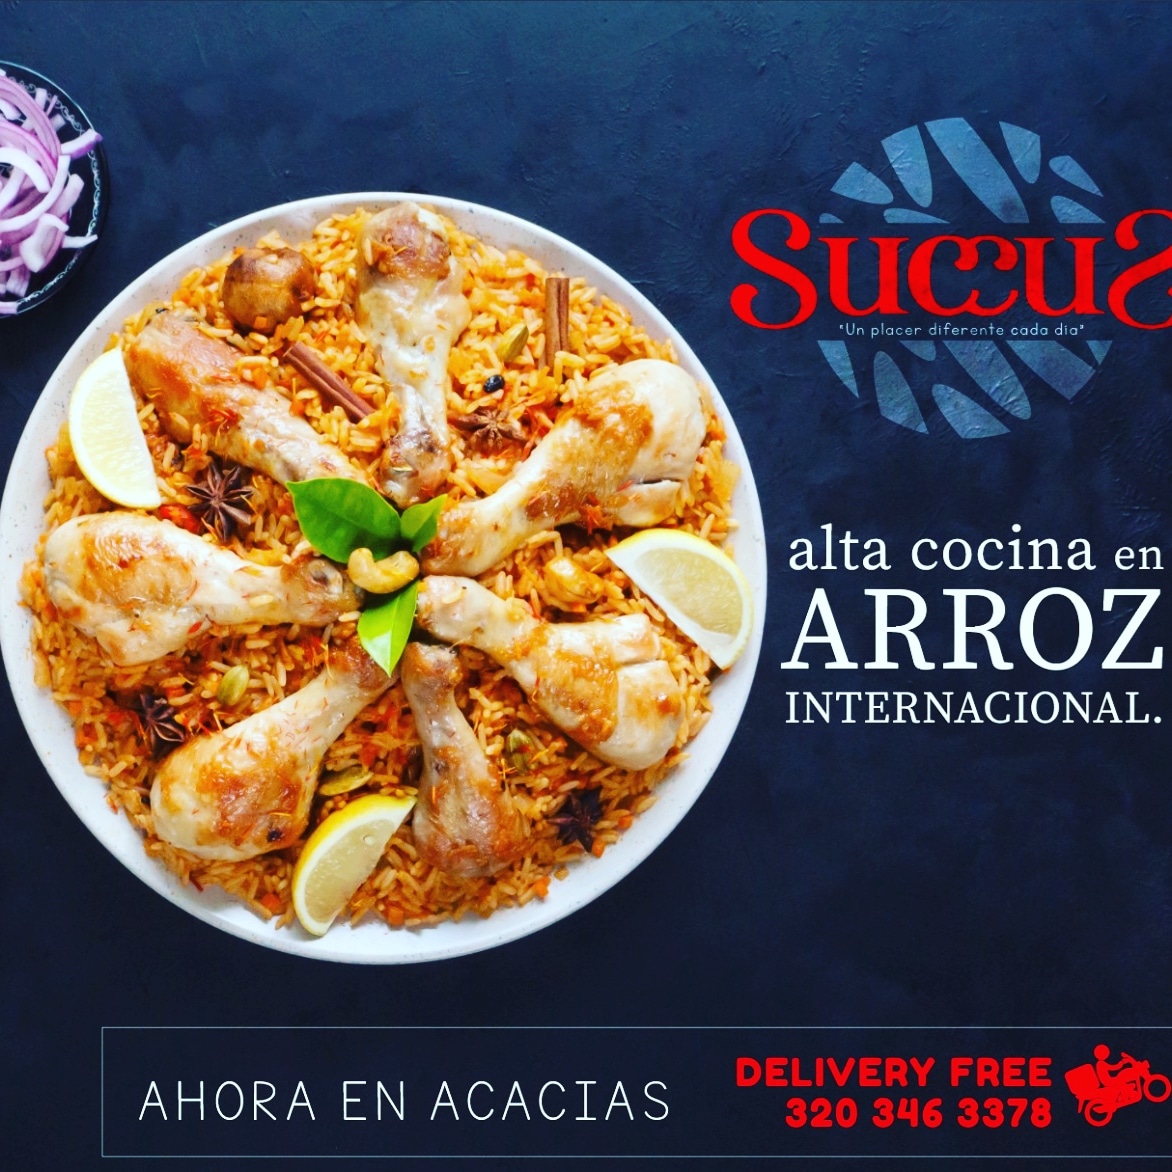 Succus
"Un placer diferente cada dia"
alta cocina en
ARROZ
INTERNACIONAL.
AHORA EN ACACIAS
DELIVERY FREE
320 346 3378